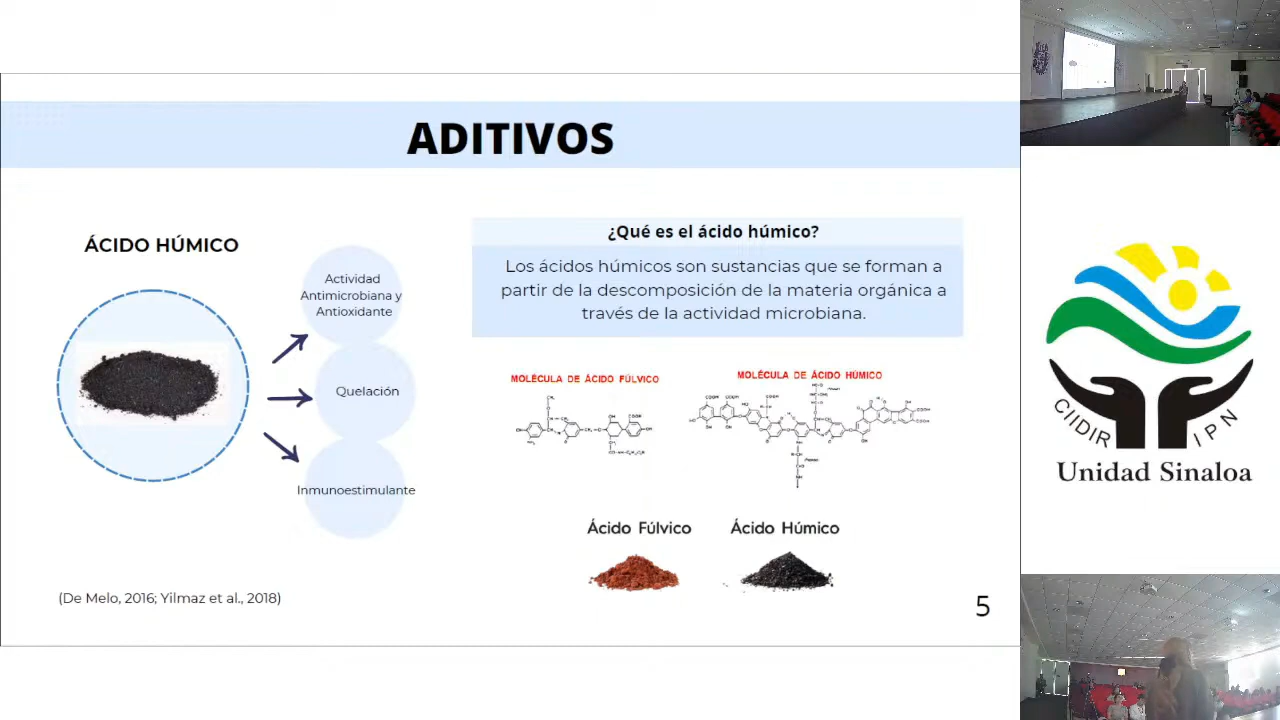 ADITIVOS
ÁCIDO HÚMICO
Actividad
Antimicrobiana y
Antioxidante
Quelación
Inmunoestimulante
(De Melo, 2016; Yilmaz et al., 2018)
¿Qué es el ácido húmico?
Los ácidos húmicos son sustancias que se forman a
partir de la descomposición de la materia orgánica a
través de la actividad microbiana.
MOLÉCULA DE ÁCIDO FÚLVICO
MOLÉCULA DE ÁCIDO HÚMICO
Ácido Fúlvico
Ácido Húmico
5
CIIDIR IPN
Unidad Sinaloa